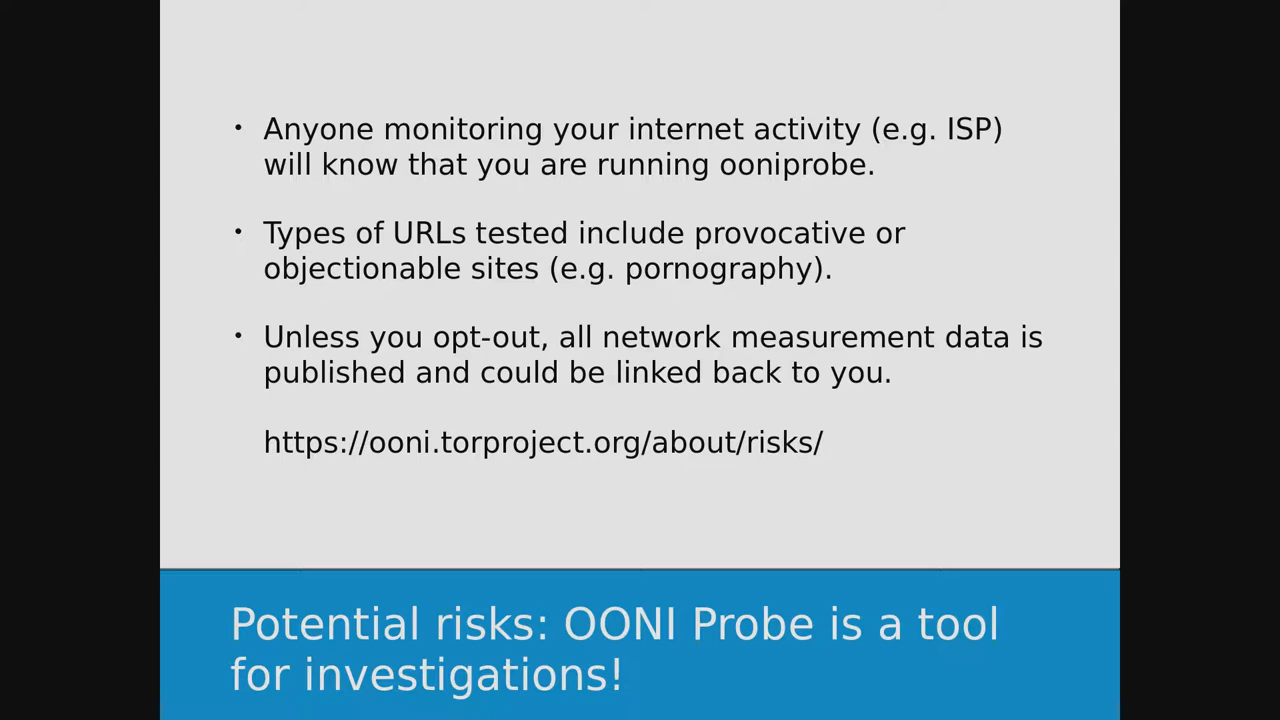 • Anyone monitoring your internet activity (e.g. ISP)
will know that you are running ooniprobe.
• Types of URLs tested include provocative or
objectionable sites (e.g. pornography).
• Unless you opt-out, all network measurement data is
published and could be linked back to you.
https://ooni.torproject.org/about/risks/
Potential risks: OONI Probe is a tool
for investigations!